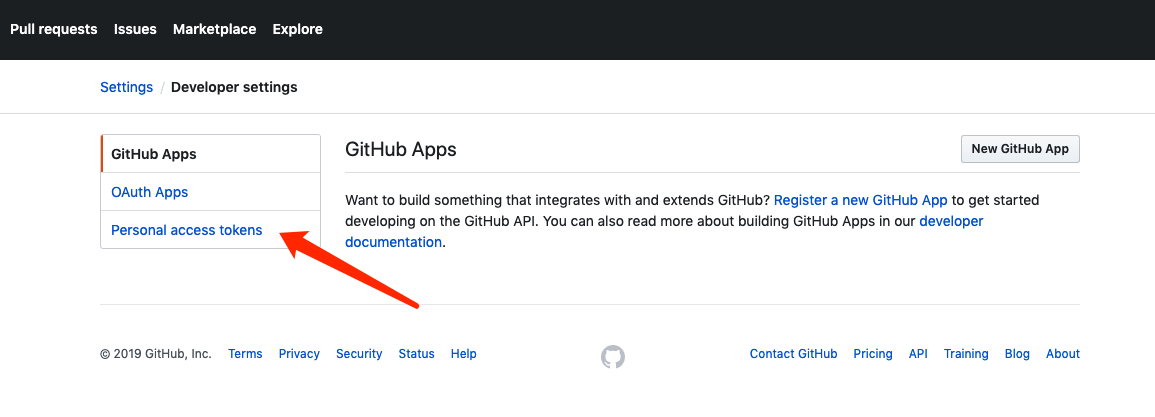 Pull requests Issues Marketplace Explore
Settings / Developer settings
GitHub Apps
OAuth Apps
Personal access tokens
GitHub Apps
New GitHub App
Want to build something that integrates with and extends GitHub? Register a new GitHub App to get started
developing on the GitHub API. You can also read more about building GitHub Apps in our developer
documentation.
© 2019 GitHub, Inc. Terms Privacy Security Status Help
Contact GitHub Pricing API Training Blog About